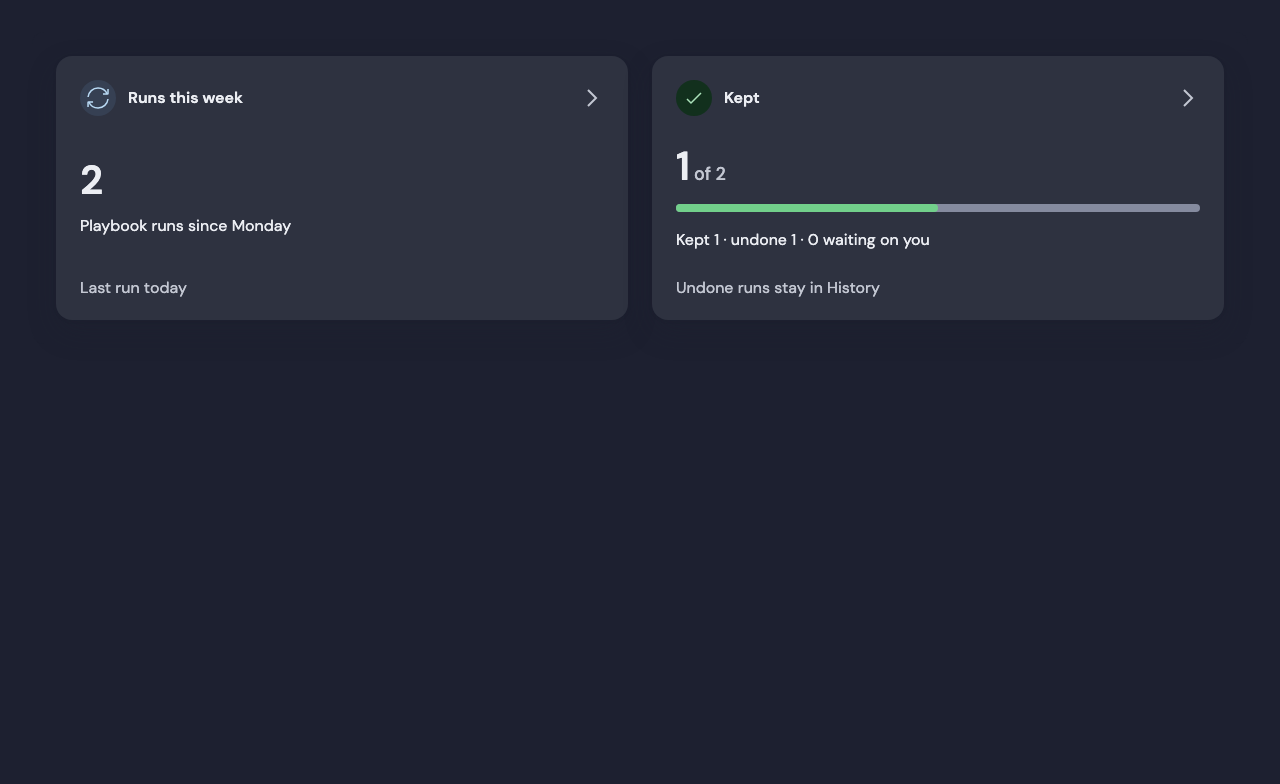 Runs this week
2
Playbook runs since Monday
Last run today
Kept
1 of 2
Kept 1 · undone 1 · 0 waiting on you
Undone runs stay in History